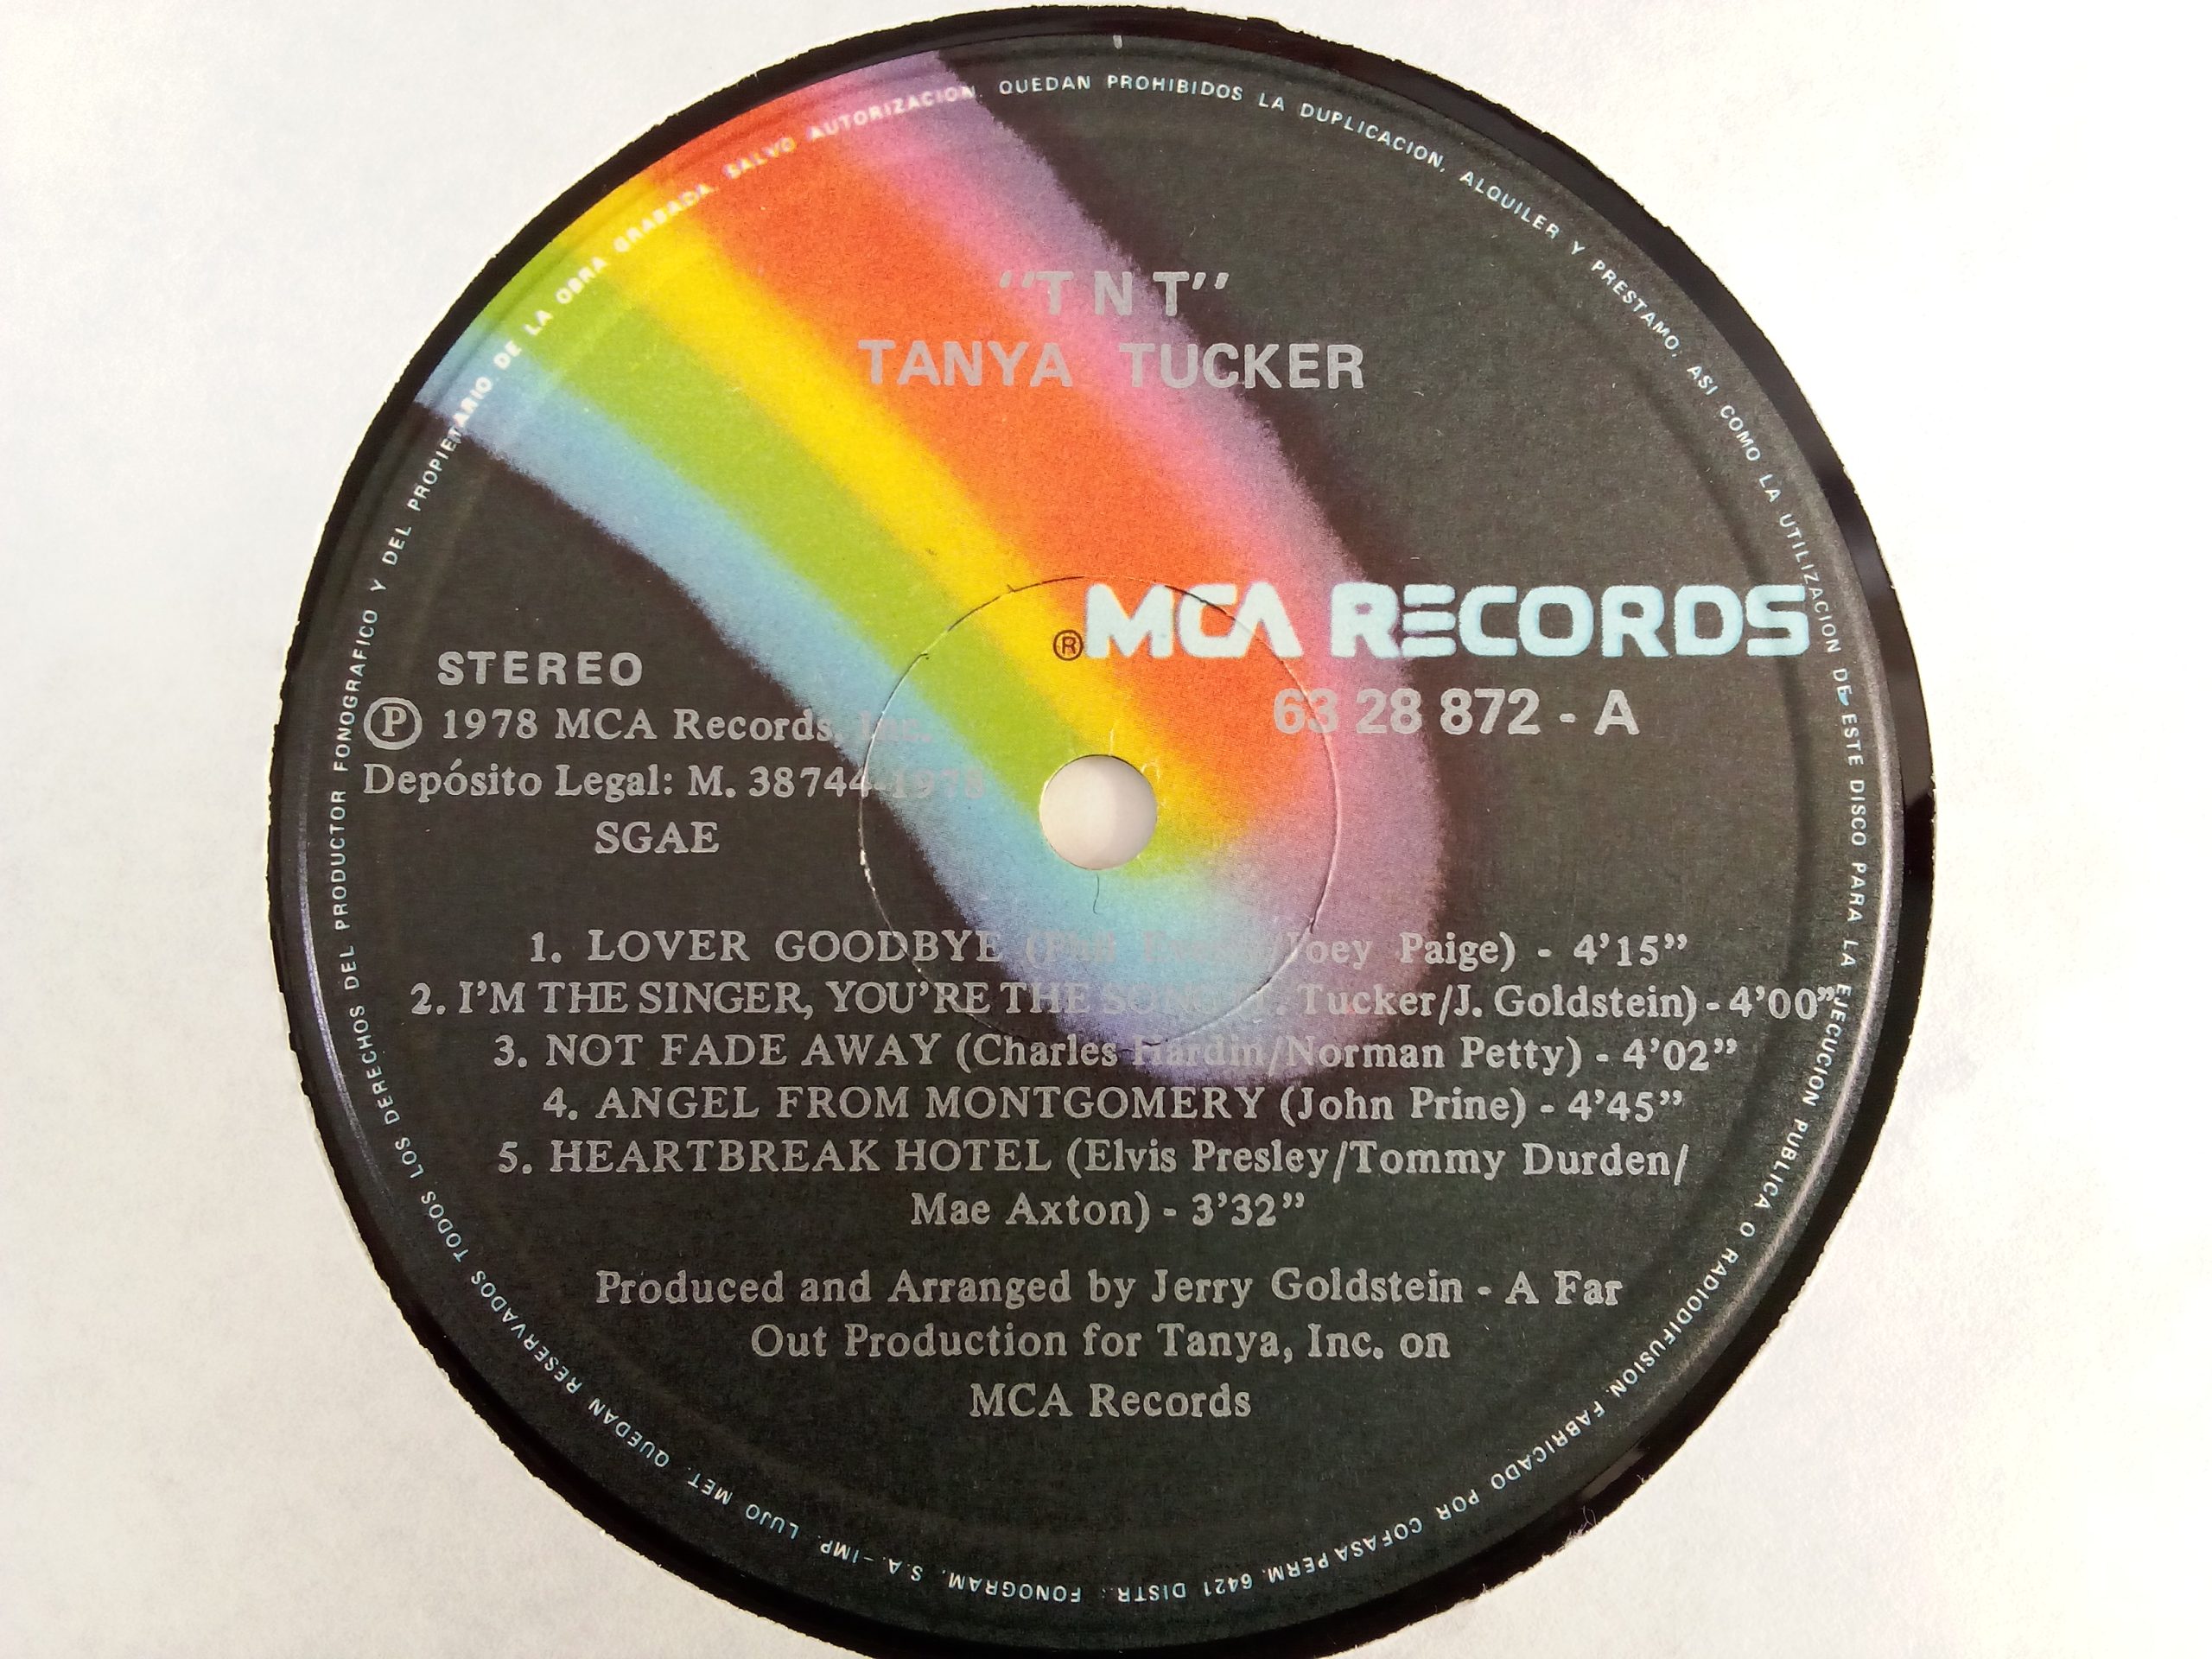 "T N T"
TANYA TUCKER
® MCA RECORDS
63 28 872 - A
STEREO
Ⓟ 1978 MCA Records, Inc.
Depósito Legal: M. 38744-1978
SGAE
1. LOVER GOODBYE (Phil /Joey Paige) - 4'15"
2. I'M THE SINGER, YOU'RE THE SONG (T. Tucker/J. Goldstein) - 4'00"
3. NOT FADE AWAY (Charles Hardin/Norman Petty) - 4'02"
4. ANGEL FROM MONTGOMERY (John Prine) - 4'45"
5. HEARTBREAK HOTEL (Elvis Presley/Tommy Durden/
Mae Axton) - 3'32"
Produced and Arranged by Jerry Goldstein - A Far
Out Production for Tanya, Inc. on
MCA Records
QUEDAN RESERVADOS TODOS LOS DERECHOS DEL PRODUCTOR FONOGRAFICO Y DEL PROPIETARIO DE LA OBRA GRABADA. SALVO AUTORIZACION. QUEDAN PROHIBIDOS LA DUPLICACION, ALQUILER Y PRESTAMO, ASI COMO LA UTILIZACION DE ESTE DISCO PARA LA EJECUCION PUBLICA O RADIODIFUSION. FABRICADO POR COFASA PERM. 6421 DISTR.: FONOGRAM, S.A.-IMP. LUJO MET.